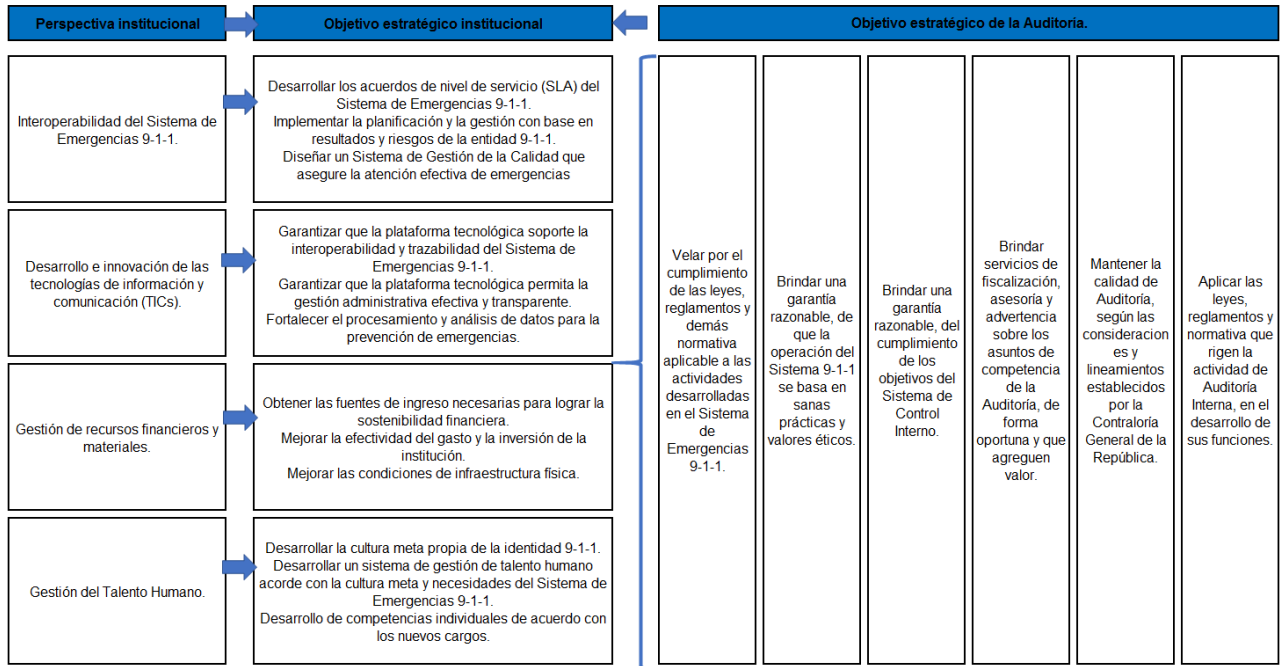 Perspectiva institucional
Objetivo estratégico institucional
Objetivo estratégico de la Auditoria.
Interoperabilidad del Sistema de
Emergencias 9-1-1.
Desarrollar los acuerdos de nivel de servicio (SLA) del
Sistema de Emergencias 9-1-1.
Implementar la planificación y la gestión con base en
resultados y riesgos de la entidad 9-1-1.
Diseñar un Sistema de Gestión de la Calidad que
asegure la atención efectiva de emergencias
Desarrollo e innovación de las
tecnologías de información y
comunicación (TICs).
Garantizar que la plataforma tecnológica soporte la
interoperabilidad y trazabilidad del Sistema de
Emergencias 9-1-1.
Garantizar que la plataforma tecnológica permita la
gestión administrativa efectiva y transparente.
Fortalecer el procesamiento y análisis de datos para la
prevención de emergencias.
Gestión de recursos financieros y
materiales.
Obtener las fuentes de ingreso necesarias para lograr la
sostenibilidad financiera.
Mejorar la efectividad del gasto y la inversión de la
institución.
Mejorar las condiciones de infraestructura física.
Gestión del Talento Humano.
Desarrollar la cultura meta propia de la identidad 9-1-1.
Desarrollar un sistema de gestión de talento humano
acorde con la cultura meta y necesidades del Sistema de
Emergencias 9-1-1.
Desarrollo de competencias individuales de acuerdo con
los nuevos cargos.
Velar por el
cumplimiento
de las leyes,
reglamentos y
demás
normativa
aplicable a las
actividades
desarrolladas
en el Sistema
de
Emergencias
9-1-1.
Brindar una
garantía
razonable, de
que la
operación del
Sistema 9-1-1
se basa en
sanas
prácticas y
valores éticos.
Brindar una
garantía
razonable, del
cumplimiento
de los
objetivos del
Sistema de
Control
Interno.
Brindar
servicios de
fiscalización,
asesoría y
advertencia
sobre los
asuntos de
competencia
de la
Auditoría, de
forma
oportuna y que
agreguen
valor.
Mantener la
calidad de
Auditoría,
según las
consideracion
es y
lineamientos
establecidos
por la
Contraloría
General de la
República.
Aplicar las
leyes,
reglamentos y
normativa que
rigen la
actividad de
Auditoría
Interna, en el
desarrollo de
sus funciones.